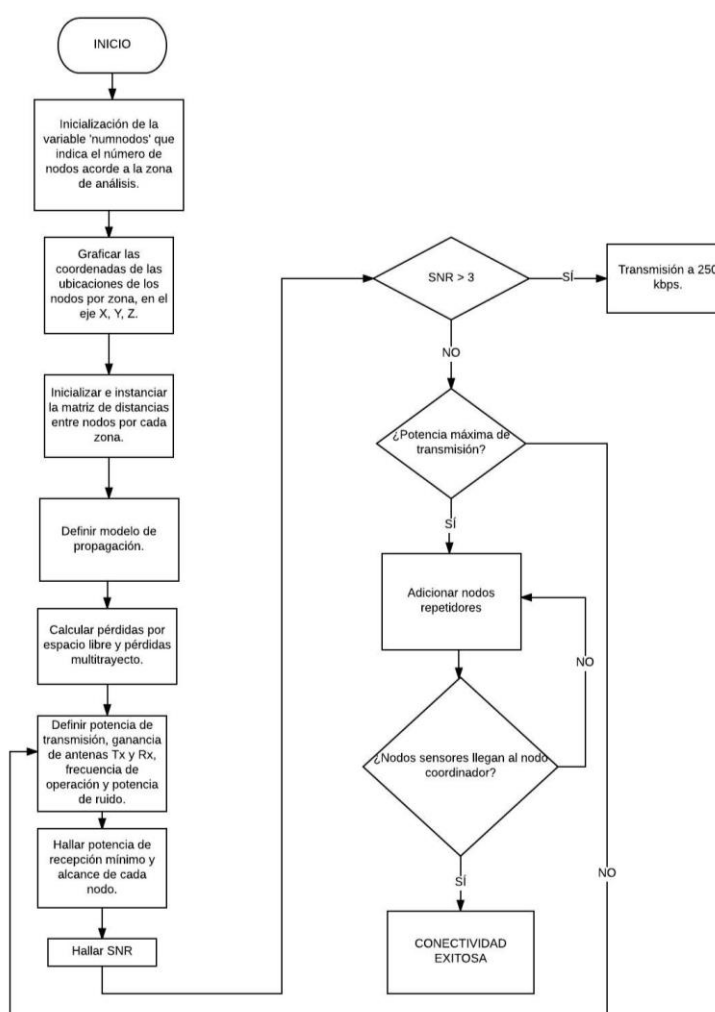 INICIO
Inicialización de la
variable 'numnodos' que
indica el número de
nodos acorde a la zona
de análisis.
Graficar las
coordenadas de las
ubicaciones de los
nodos por zona, en el
eje X, Y, Z.
Inicializar e instanciar
la matriz de distancias
entre nodos por cada
zona.
Definir modelo de
propagación.
Calcular pérdidas por
espacio libre y pérdidas
multitrayecto.
Definir potencia de
transmisión, ganancia
de antenas Tx y Rx,
frecuencia de
operación y potencia
de ruido.
Hallar potencia de
recepción mínimo y
alcance de cada
nodo.
Hallar SNR
SNR > 3
SÍ
Transmisión a 250
kbps.
NO
¿Potencia máxima de
transmisión?
SÍ
Adicionar nodos
repetidores
NO
¿Nodos sensores llegan al nodo
coordinador?
NO
SÍ
CONECTIVIDAD
EXITOSA